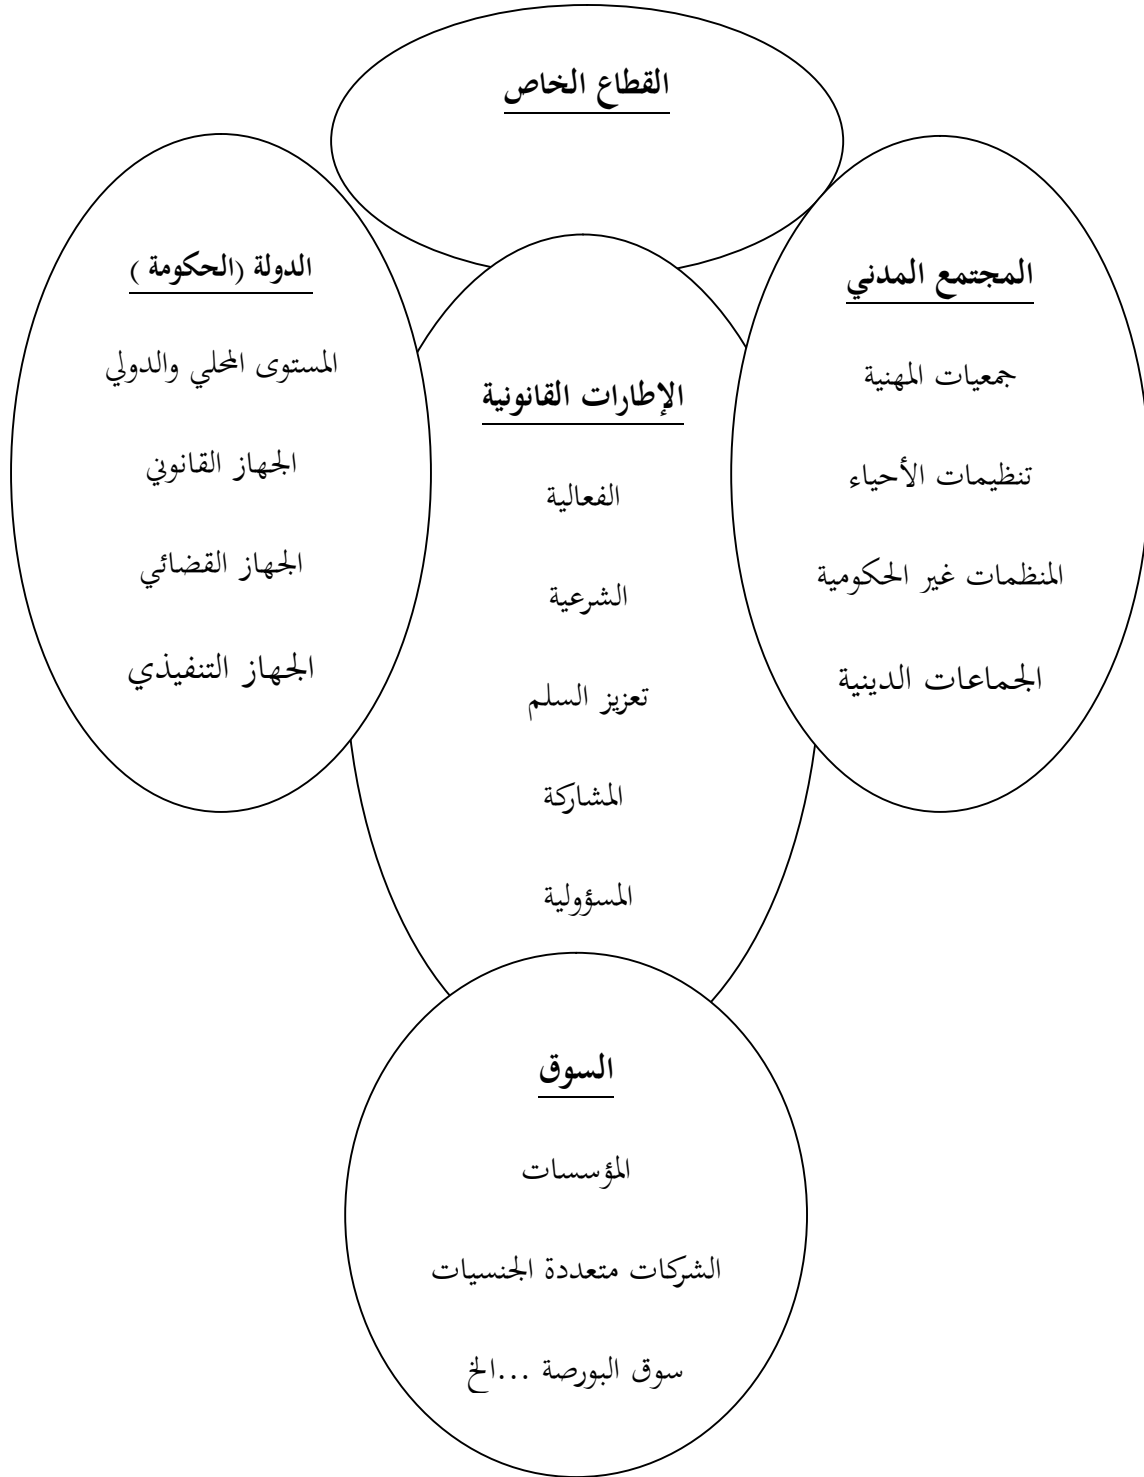 القطاع الخاص
المجتمع المدني
جمعيات المهنية
تنظيمات الأحياء
المنظمات غير الحكومية
الجماعات الدينية
الإطارات القانونية
الفعالية
الشرعية
تعزيز السلم
المشاركة
المسؤولية
الدولة (الحكومة )
المستوى المحلي والدولي
الجهاز القانوني
الجهاز القضائي
الجهاز التنفيذي
السوق
المؤسسات
الشركات متعددة الجنسيات
سوق البورصة ...الخ